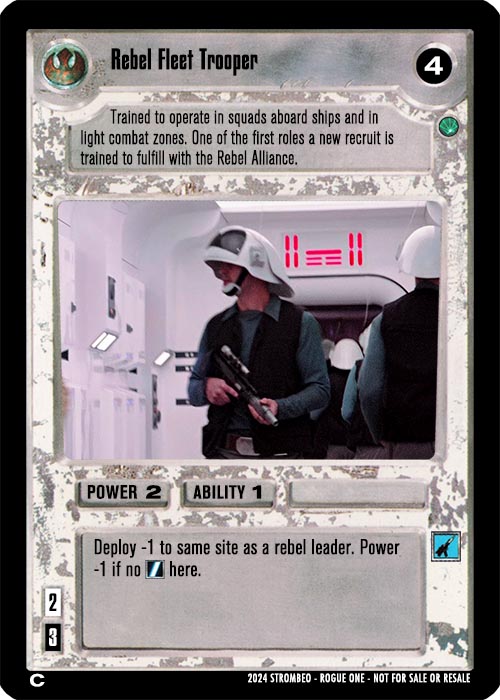 Rebel Fleet Trooper
4
Trained to operate in squads aboard ships and in
light combat zones. One of the first roles a new recruit is
trained to fulfill with the Rebel Alliance.
POWER 2
ABILITY 1
Deploy -1 to same site as a rebel leader. Power
-1 if no here.
2
3
C
2024 STROMBEO - ROGUE ONE - NOT FOR SALE OR RESALE